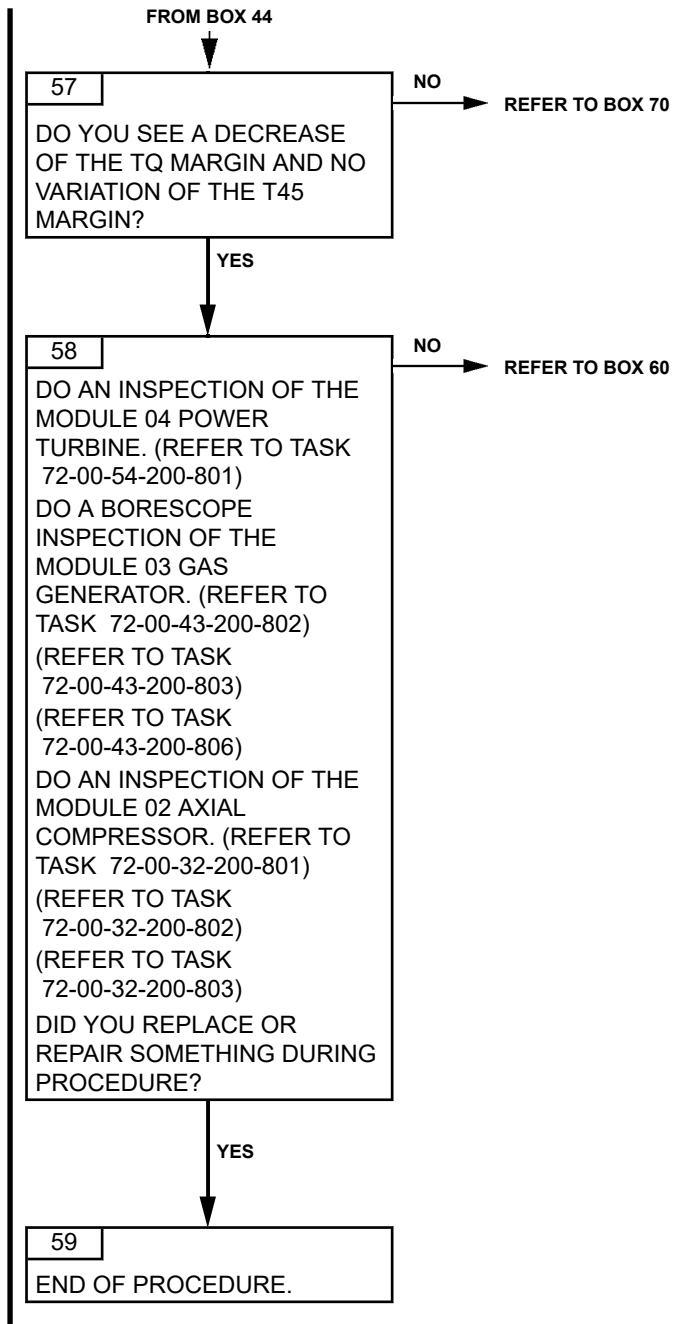 FROM BOX 44
57
NO
REFER TO BOX 70
DO YOU SEE A DECREASE
OF THE TQ MARGIN AND NO
VARIATION OF THE T45
MARGIN?
YES
58
NO
REFER TO BOX 60
DO AN INSPECTION OF THE
MODULE 04 POWER
TURBINE. (REFER TO TASK
72-00-54-200-801)
DO A BORESCOPE
INSPECTION OF THE
MODULE 03 GAS
GENERATOR. (REFER TO
TASK 72-00-43-200-802)
(REFER TO TASK
72-00-43-200-803)
(REFER TO TASK
72-00-43-200-806)
DO AN INSPECTION OF THE
MODULE 02 AXIAL
COMPRESSOR. (REFER TO
TASK 72-00-32-200-801)
(REFER TO TASK
72-00-32-200-802)
(REFER TO TASK
72-00-32-200-803)
DID YOU REPLACE OR
REPAIR SOMETHING DURING
PROCEDURE?
YES
59
END OF PROCEDURE.